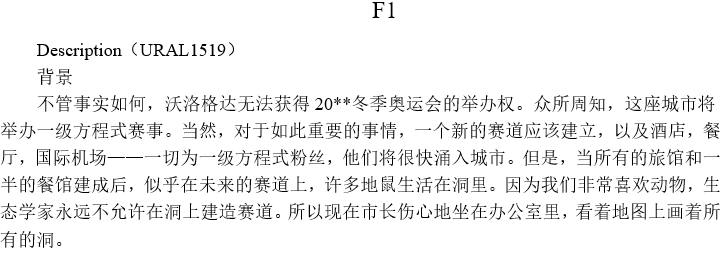 F1
Description（URAL1519）
背景
不管事实如何，沃洛格达无法获得 20**冬季奥运会的举办权。众所周知，这座城市将
举办一级方程式赛事。当然，对于如此重要的事情，一个新的赛道应该建立，以及酒店，餐
厅，国际机场——一切为一级方程式粉丝，他们将很快涌入城市。但是，当所有的旅馆和一
半的餐馆建成后，似乎在未来的赛道上，许多地鼠生活在洞里。因为我们非常喜欢动物，生
态学家永远不允许在洞上建造赛道。所以现在市长伤心地坐在办公室里，看着地图上画着所
有的洞。